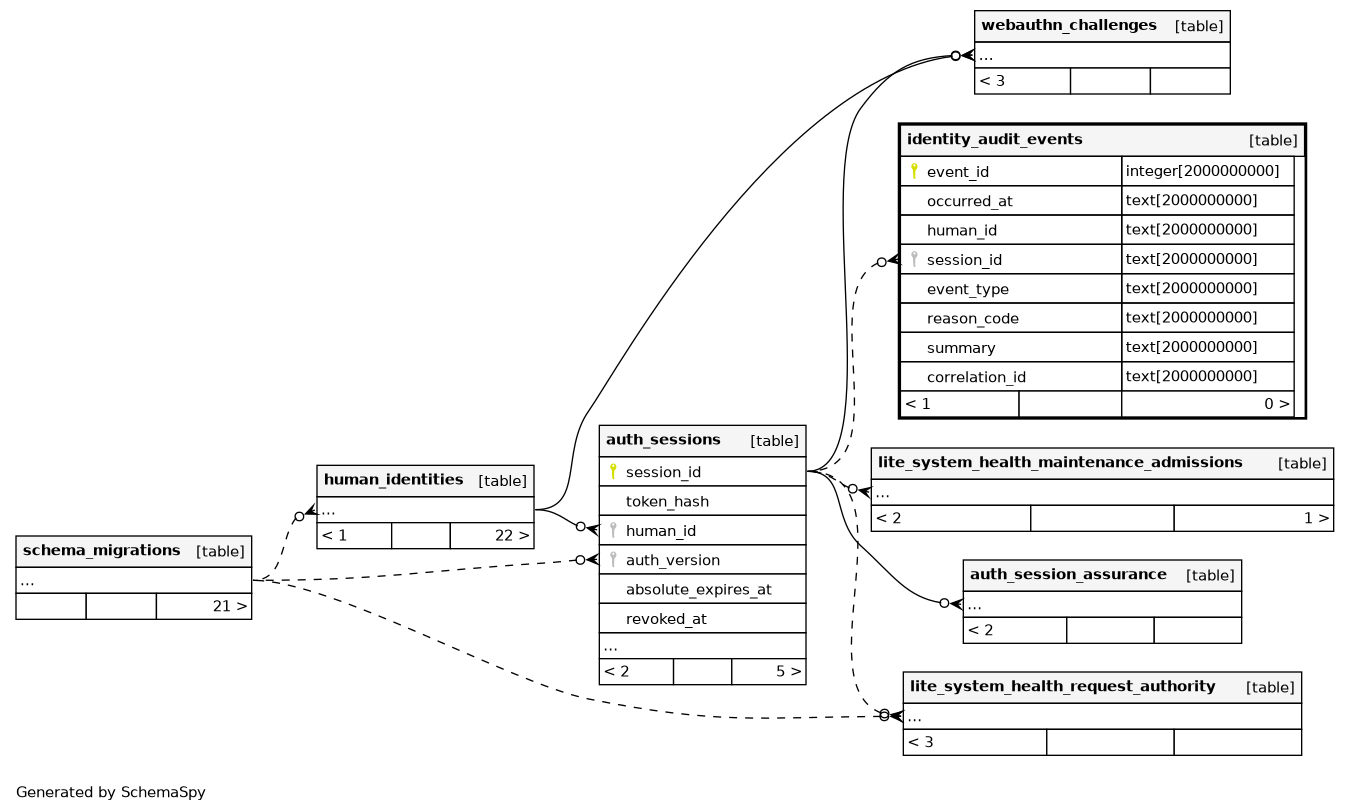 webauthn_challenges [table]
...
< 3
identity_audit_events [table]
event_id integer[2000000000]
occurred_at text[2000000000]
human_id text[2000000000]
session_id text[2000000000]
event_type text[2000000000]
reason_code text[2000000000]
summary text[2000000000]
correlation_id text[2000000000]
< 1 0 >
auth_sessions [table]
session_id
token_hash
human_id
auth_version
absolute_expires_at
revoked_at
...
< 2 5 >
lite_system_health_maintenance_admissions [table]
...
< 2 1 >
human_identities [table]
...
< 1 22 >
schema_migrations [table]
...
21 >
auth_session_assurance [table]
...
< 2
lite_system_health_request_authority [table]
...
< 3
Generated by SchemaSpy